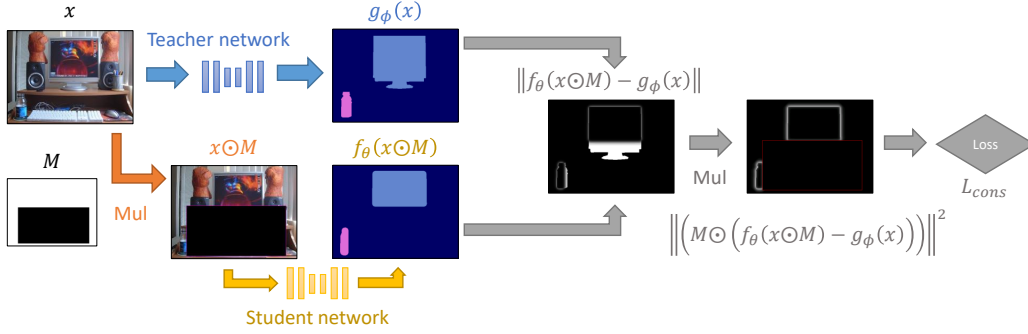 x
Teacher network
g_ϕ(x)
‖f_θ(x⊙M) − g_ϕ(x)‖
M
x⊙M
f_θ(x⊙M)
Mul
Mul
Loss
L_cons
‖(M⊙(f_θ(x⊙M) − g_ϕ(x)))‖²
Student network